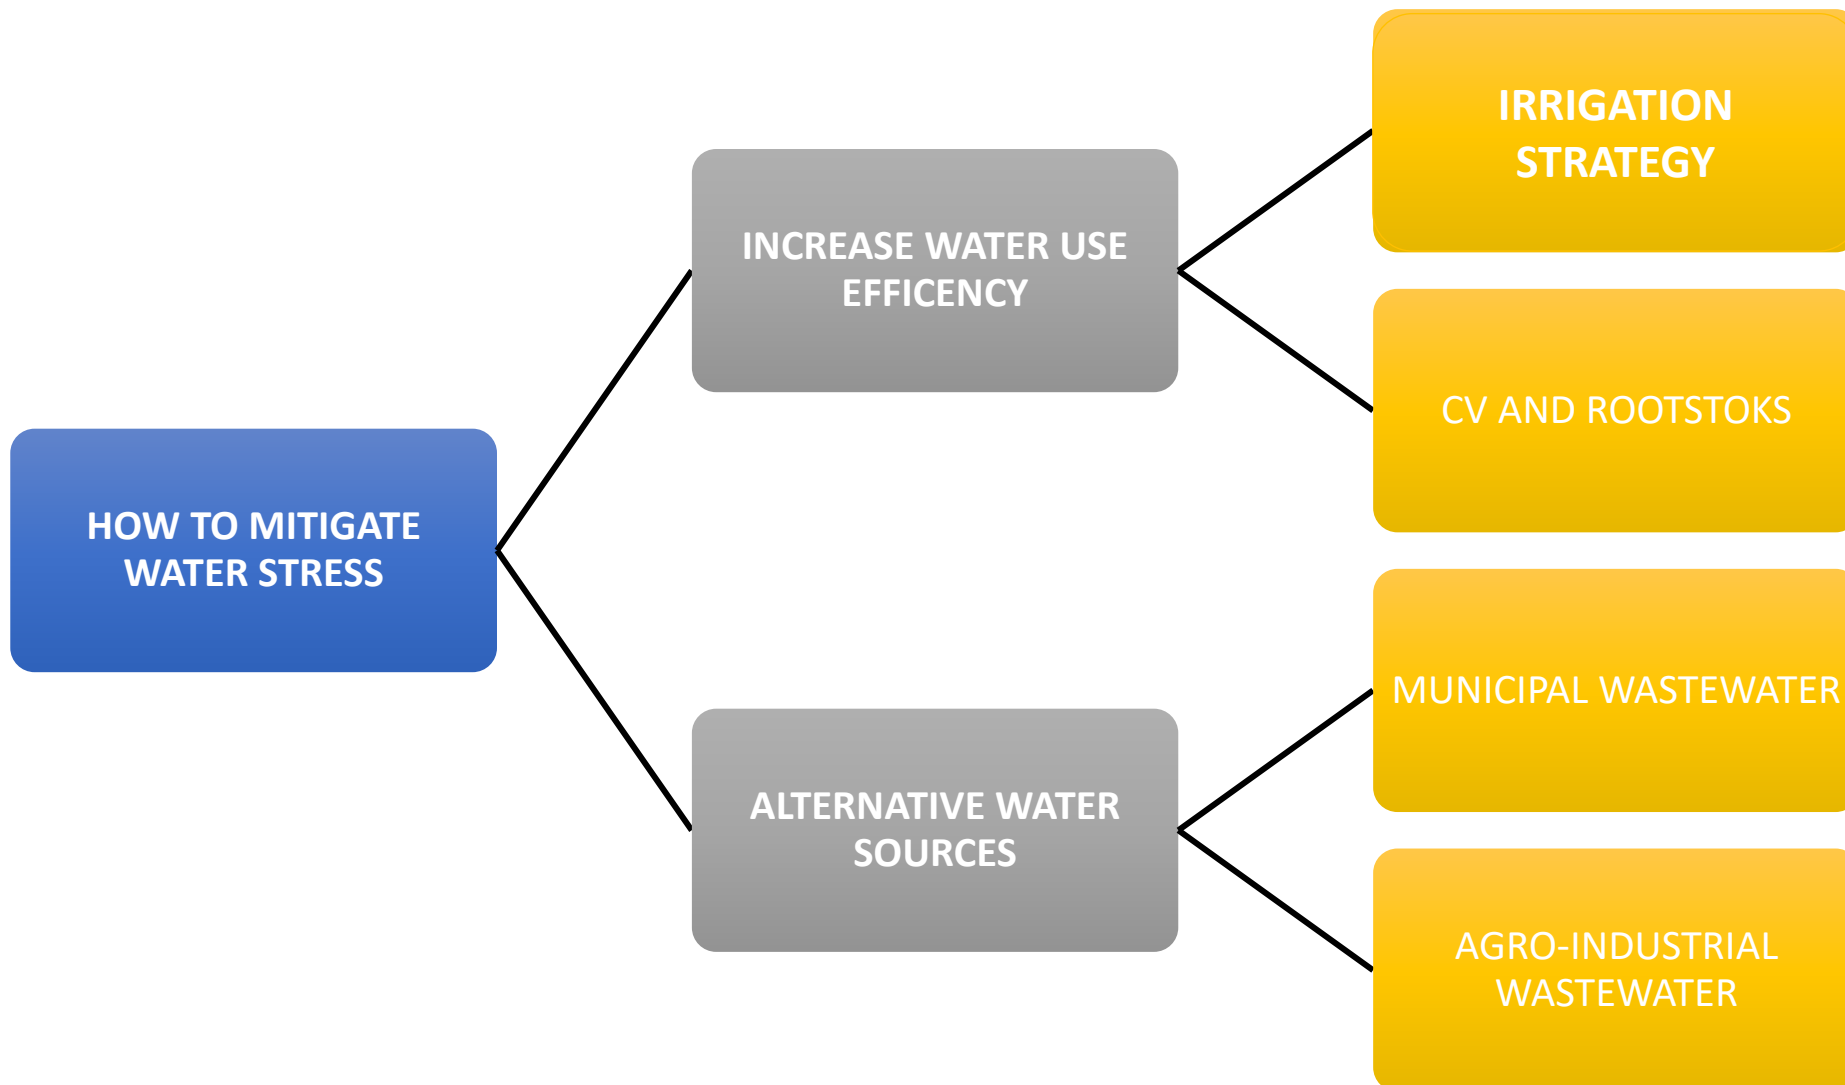 HOW TO MITIGATE
WATER STRESS
INCREASE WATER USE
EFFICENCY
ALTERNATIVE WATER
SOURCES
IRRIGATION
STRATEGY
CV AND ROOTSTOKS
MUNICIPAL WASTEWATER
AGRO-INDUSTRIAL
WASTEWATER